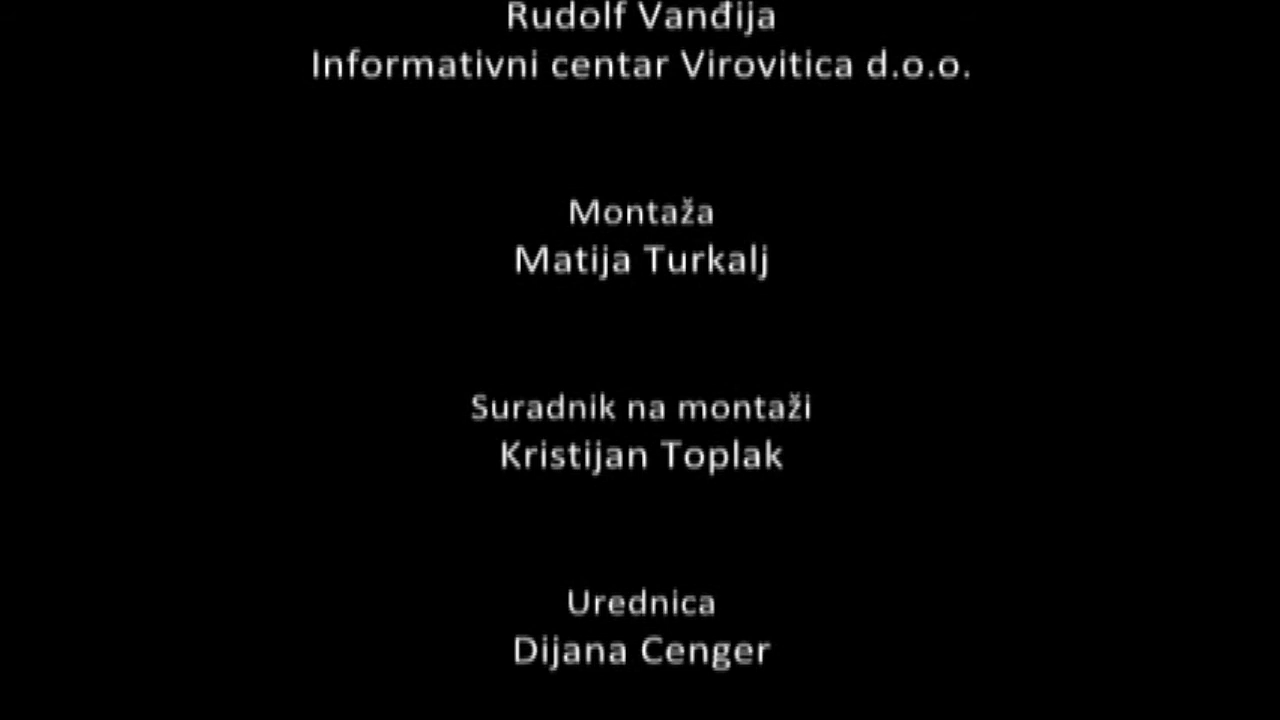 Rudolf Vanđija
Informativni centar Virovitica d.o.o.
Montaža
Matija Turkalj
Suradnik na montaži
Kristijan Toplak
Urednica
Dijana Cenger